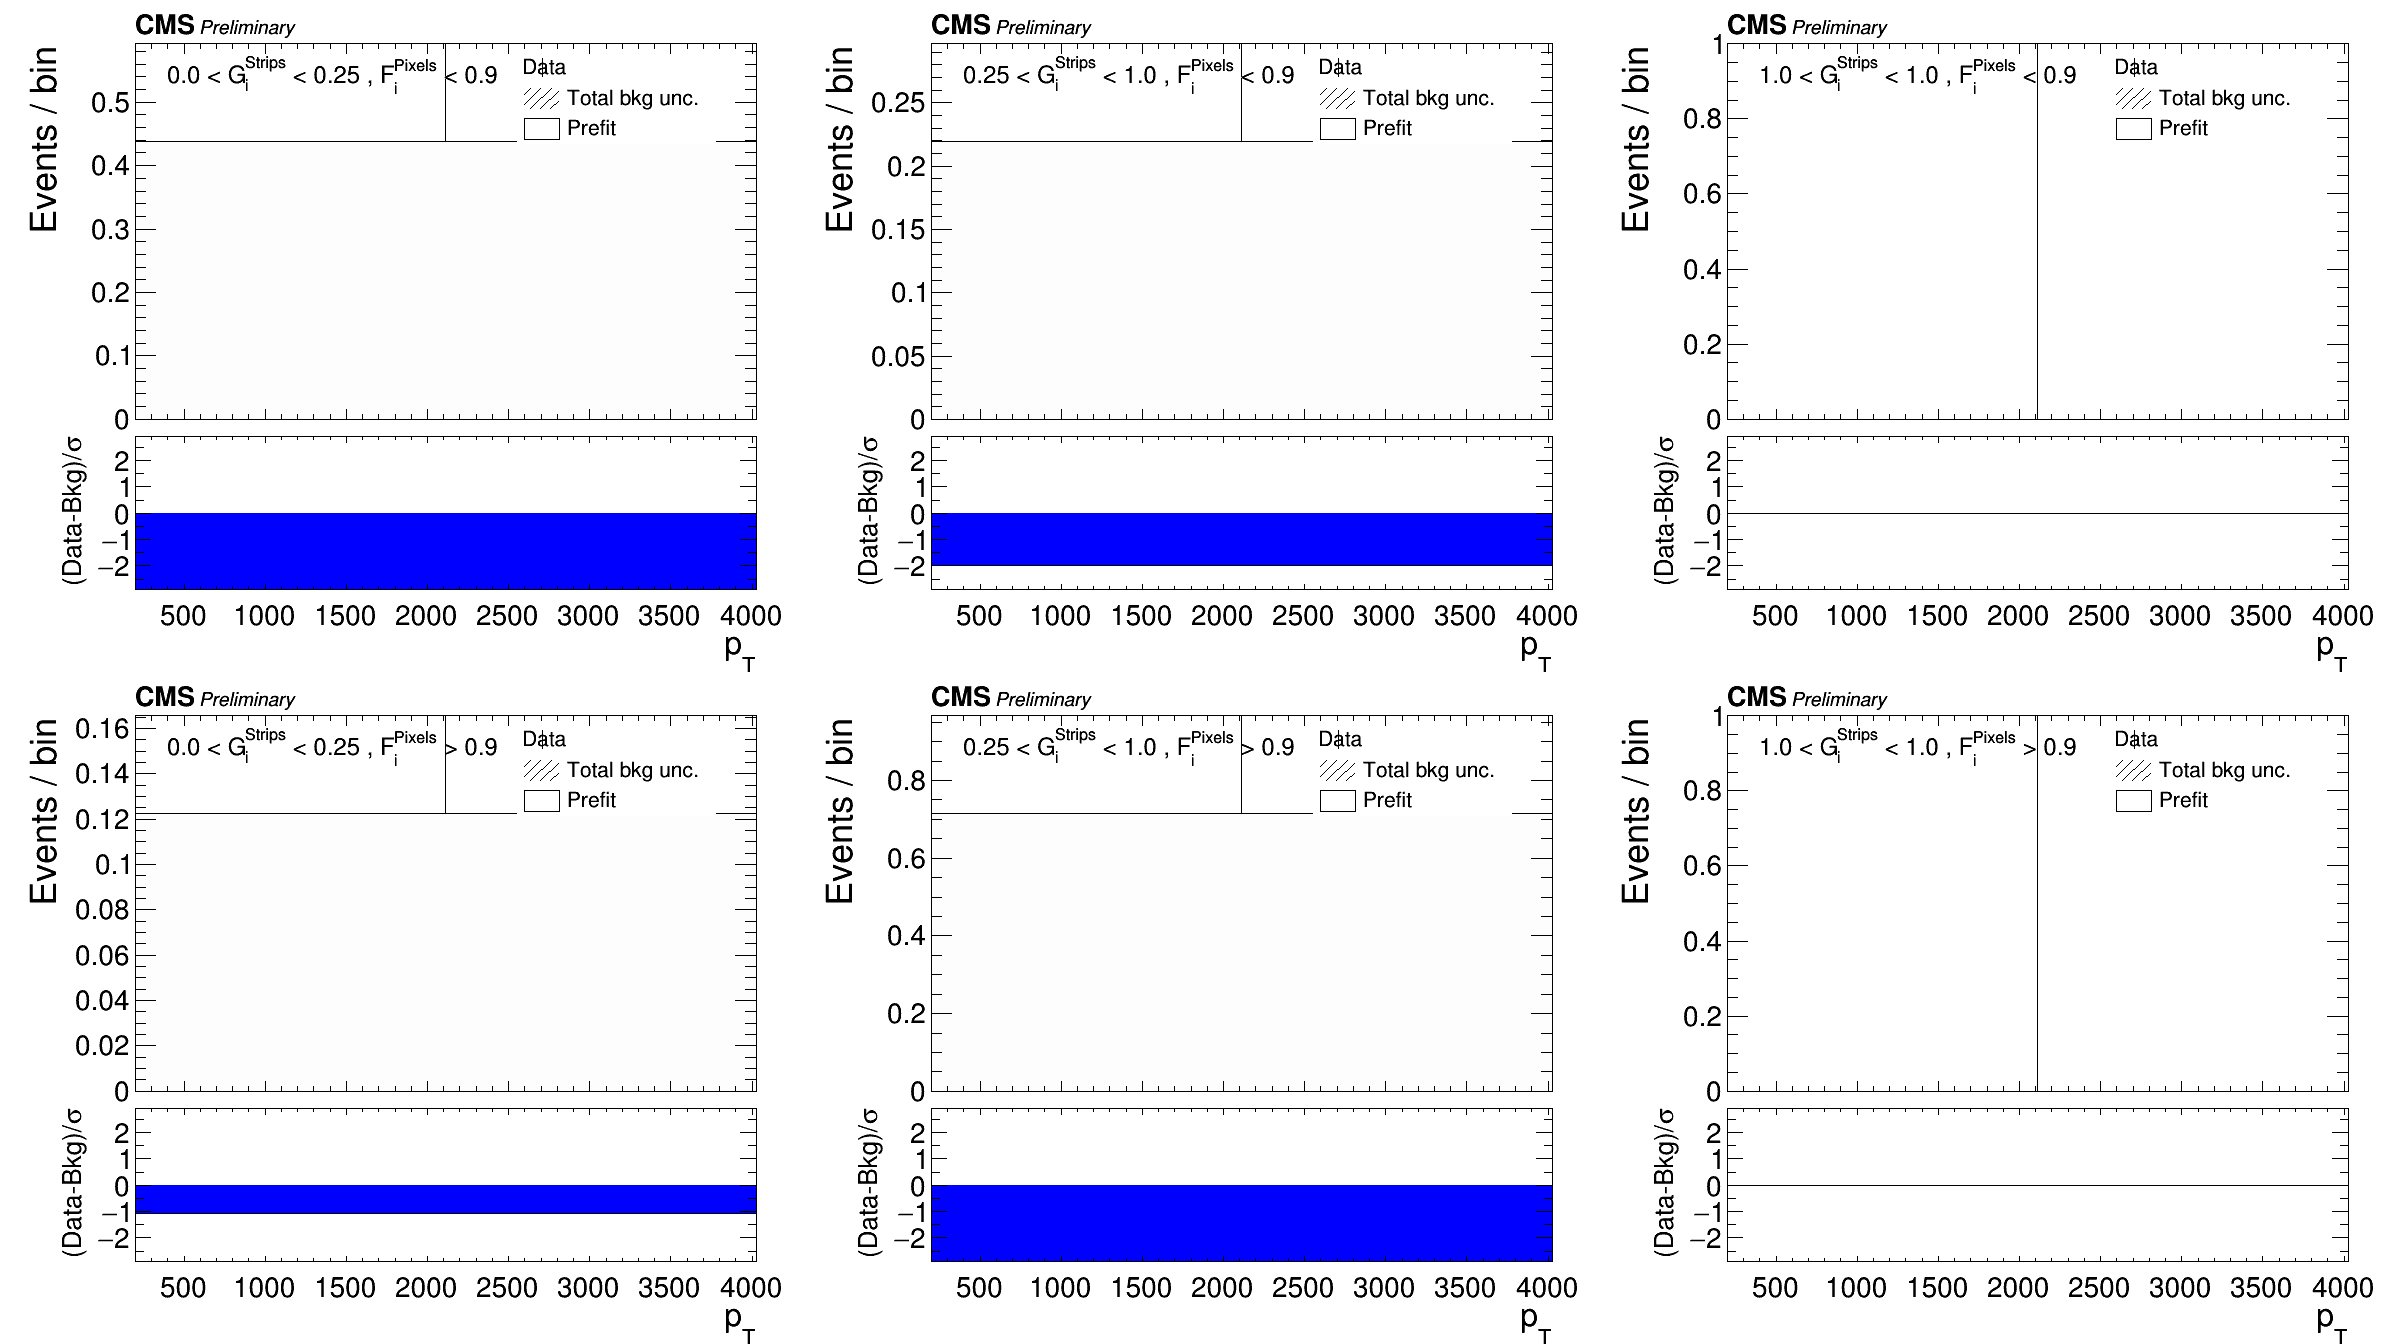 CMS Preliminary
Events / bin
0.0 < G_i^Strips < 0.25 , F_i^Pixels < 0.9
Data
Total bkg unc.
Prefit
0.5
0.4
0.3
0.2
0.1
0
(Data-Bkg)/σ
2
1
0
−1
−2
500 1000 1500 2000 2500 3000 3500 4000
p_T
CMS Preliminary
Events / bin
0.25 < G_i^Strips < 1.0 , F_i^Pixels < 0.9
Data
Total bkg unc.
Prefit
0.25
0.2
0.15
0.1
0.05
0
(Data-Bkg)/σ
2
1
0
−1
−2
500 1000 1500 2000 2500 3000 3500 4000
p_T
CMS Preliminary
Events / bin
1.0 < G_i^Strips < 1.0 , F_i^Pixels < 0.9
Data
Total bkg unc.
Prefit
1
0.8
0.6
0.4
0.2
0
(Data-Bkg)/σ
2
1
0
−1
−2
500 1000 1500 2000 2500 3000 3500 4000
p_T
CMS Preliminary
Events / bin
0.0 < G_i^Strips < 0.25 , F_i^Pixels > 0.9
Data
Total bkg unc.
Prefit
0.16
0.14
0.12
0.1
0.08
0.06
0.04
0.02
0
(Data-Bkg)/σ
2
1
0
−1
−2
500 1000 1500 2000 2500 3000 3500 4000
p_T
CMS Preliminary
Events / bin
0.25 < G_i^Strips < 1.0 , F_i^Pixels > 0.9
Data
Total bkg unc.
Prefit
0.8
0.6
0.4
0.2
0
(Data-Bkg)/σ
2
1
0
−1
−2
500 1000 1500 2000 2500 3000 3500 4000
p_T
CMS Preliminary
Events / bin
1.0 < G_i^Strips < 1.0 , F_i^Pixels > 0.9
Data
Total bkg unc.
Prefit
1
0.8
0.6
0.4
0.2
0
(Data-Bkg)/σ
2
1
0
−1
−2
500 1000 1500 2000 2500 3000 3500 4000
p_T